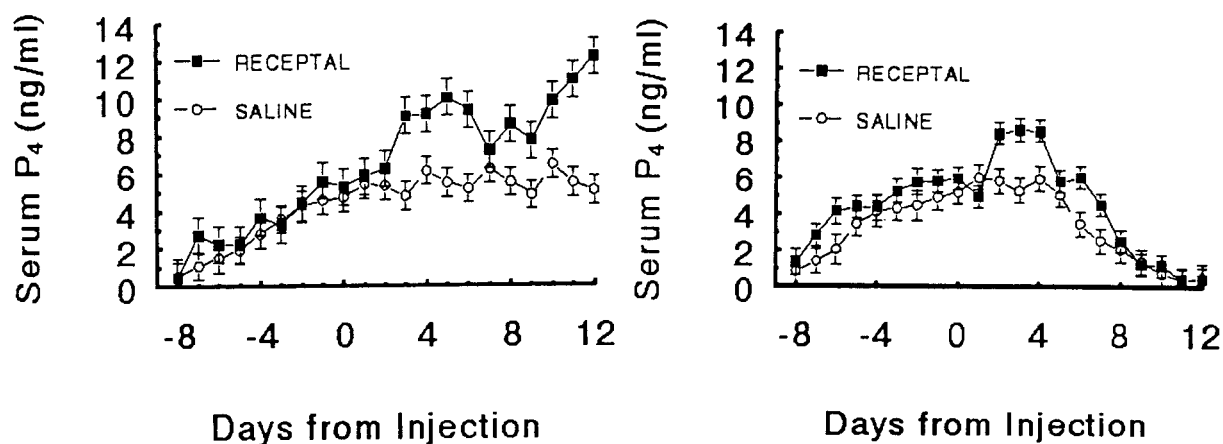 Serum P4 (ng/ml)
14
12
10
8
6
4
2
0
RECEPTAL
SALINE
-8 -4 0 4 8 12
Days from Injection
Serum P4 (ng/ml)
14
12
10
8
6
4
2
0
RECEPTAL
SALINE
-8 -4 0 4 8 12
Days from Injection